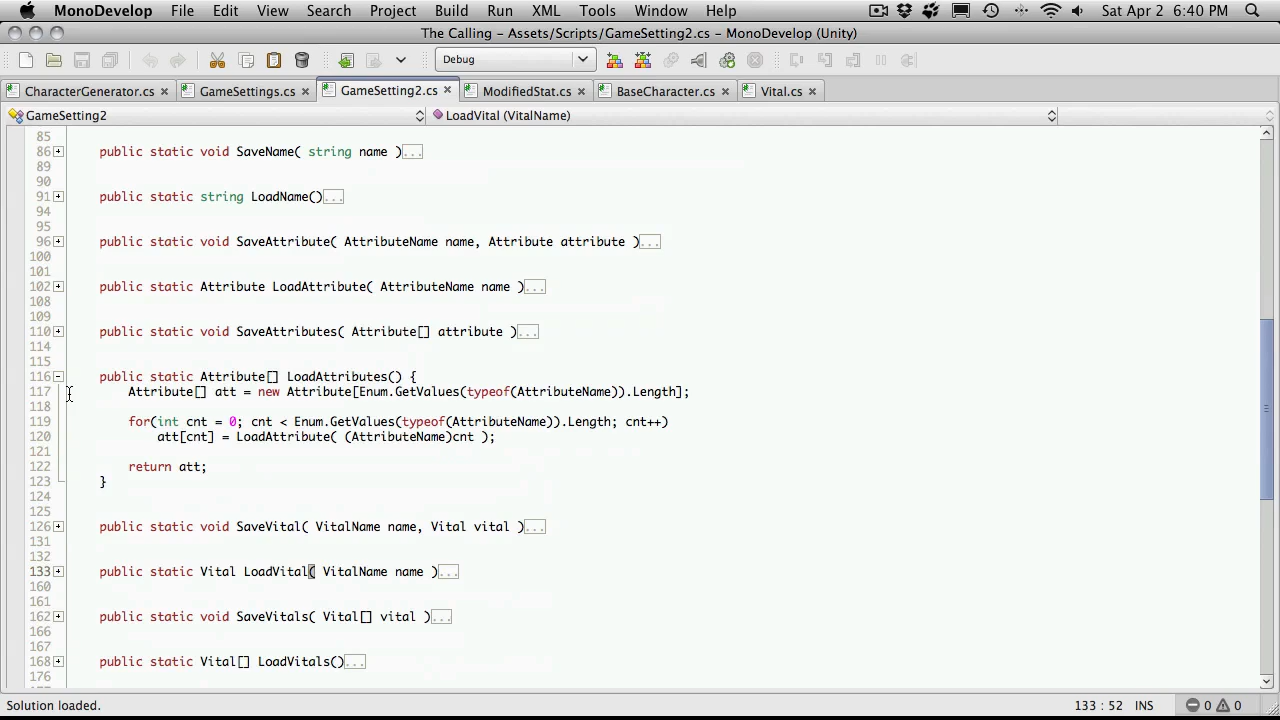 MonoDevelop File Edit View Search Project Build Run XML Tools Window Help Sat Apr 2 6:40 PM
The Calling - Assets/Scripts/GameSetting2.cs - MonoDevelop (Unity)
Debug
CharacterGenerator.cs GameSettings.cs GameSetting2.cs ModifiedStat.cs BaseCharacter.cs Vital.cs
GameSetting2 LoadVital (VitalName)
85
86 public static void SaveName( string name )...
89
90
91 public static string LoadName()...
94
95
96 public static void SaveAttribute( AttributeName name, Attribute attribute )...
100
101
102 public static Attribute LoadAttribute( AttributeName name )...
108
109
110 public static void SaveAttributes( Attribute[] attribute )...
114
115
116 public static Attribute[] LoadAttributes() {
117 Attribute[] att = new Attribute[Enum.GetValues(typeof(AttributeName)).Length];
118
119 for(int cnt = 0; cnt < Enum.GetValues(typeof(AttributeName)).Length; cnt++)
120 att[cnt] = LoadAttribute( (AttributeName)cnt );
121
122 return att;
123 }
124
125
126 public static void SaveVital( VitalName name, Vital vital )...
131
132
133 public static Vital LoadVital( VitalName name )...
160
161
162 public static void SaveVitals( Vital[] vital )...
166
167
168 public static Vital[] LoadVitals()...
176
Solution loaded. 133 : 52 INS 0 0